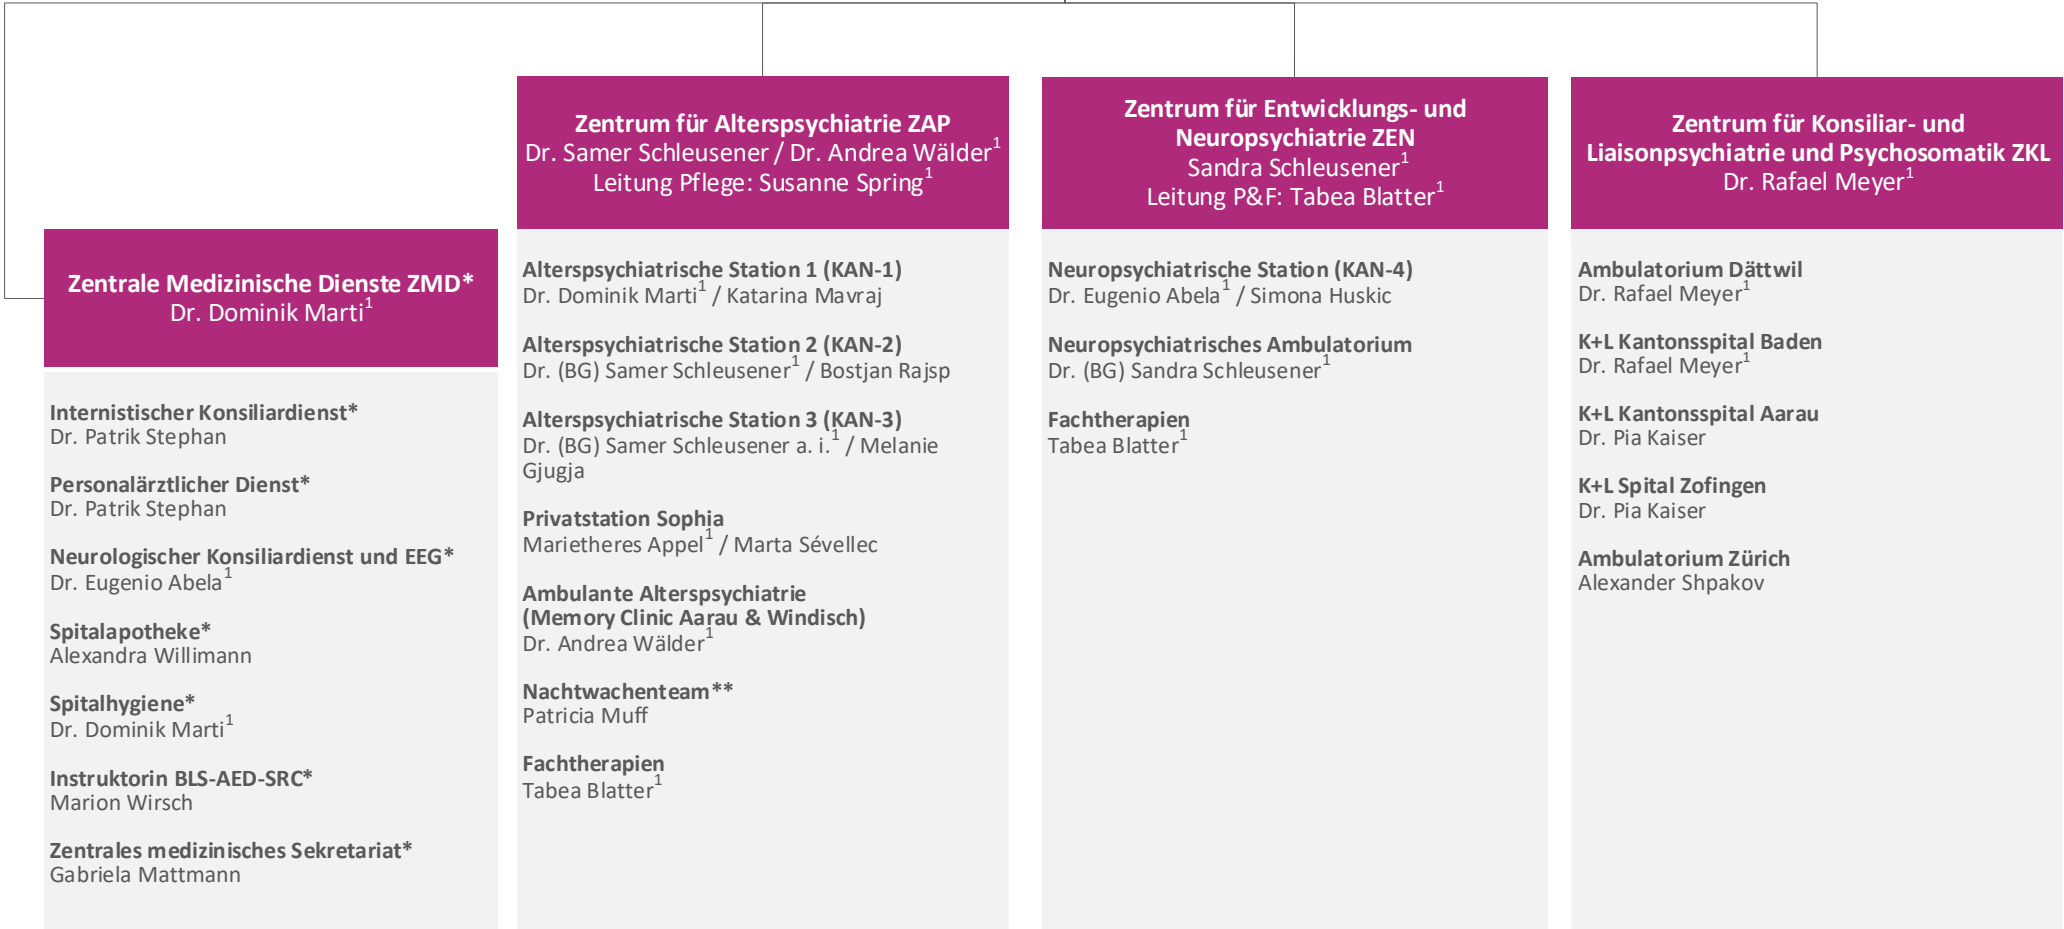 Zentrale Medizinische Dienste ZMD*
Dr. Dominik Marti¹
Internistischer Konsiliardienst*
Dr. Patrik Stephan
Personalärztlicher Dienst*
Dr. Patrik Stephan
Neurologischer Konsiliardienst und EEG*
Dr. Eugenio Abela¹
Spitalapotheke*
Alexandra Willimann
Spitalhygiene*
Dr. Dominik Marti¹
Instruktorin BLS-AED-SRC*
Marion Wirsch
Zentrales medizinisches Sekretariat*
Gabriela Mattmann
Zentrum für Alterspsychiatrie ZAP
Dr. Samer Schleusener / Dr. Andrea Wälder¹
Leitung Pflege: Susanne Spring¹
Alterspsychiatrische Station 1 (KAN-1)
Dr. Dominik Marti¹ / Katarina Mavraj
Alterspsychiatrische Station 2 (KAN-2)
Dr. (BG) Samer Schleusener¹ / Bostjan Rajsp
Alterspsychiatrische Station 3 (KAN-3)
Dr. (BG) Samer Schleusener a. i.¹ / Melanie
Gjugja
Privatstation Sophia
Marietheres Appel¹ / Marta Sévellec
Ambulante Alterspsychiatrie
(Memory Clinic Aarau & Windisch)
Dr. Andrea Wälder¹
Nachtwachenteam**
Patricia Muff
Fachtherapien
Tabea Blatter¹
Zentrum für Entwicklungs- und
Neuropsychiatrie ZEN
Sandra Schleusener¹
Leitung P&F: Tabea Blatter¹
Neuropsychiatrische Station (KAN-4)
Dr. Eugenio Abela¹ / Simona Huskic
Neuropsychiatrisches Ambulatorium
Dr. (BG) Sandra Schleusener¹
Fachtherapien
Tabea Blatter¹
Zentrum für Konsiliar- und
Liaisonpsychiatrie und Psychosomatik ZKL
Dr. Rafael Meyer¹
Ambulatorium Dättwil
Dr. Rafael Meyer¹
K+L Kantonsspital Baden
Dr. Rafael Meyer¹
K+L Kantonsspital Aarau
Dr. Pia Kaiser
K+L Spital Zofingen
Dr. Pia Kaiser
Ambulatorium Zürich
Alexander Shpakov